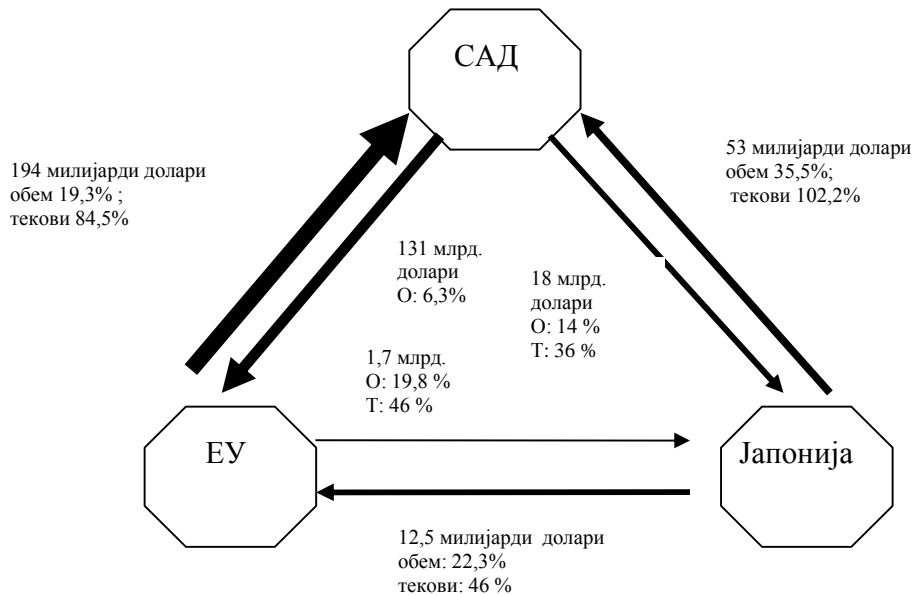 САД
194 милијарди долари
обем 19,3% ;
текови 84,5%
53 милијарди долари
обем 35,5%;
текови 102,2%
131 млрд.
долари
О: 6,3%
18 млрд.
долари
О: 14 %
Т: 36 %
1,7 млрд.
О: 19,8 %
Т: 46 %
ЕУ
Јапонија
12,5 милијарди долари
обем: 22,3%
текови: 46 %